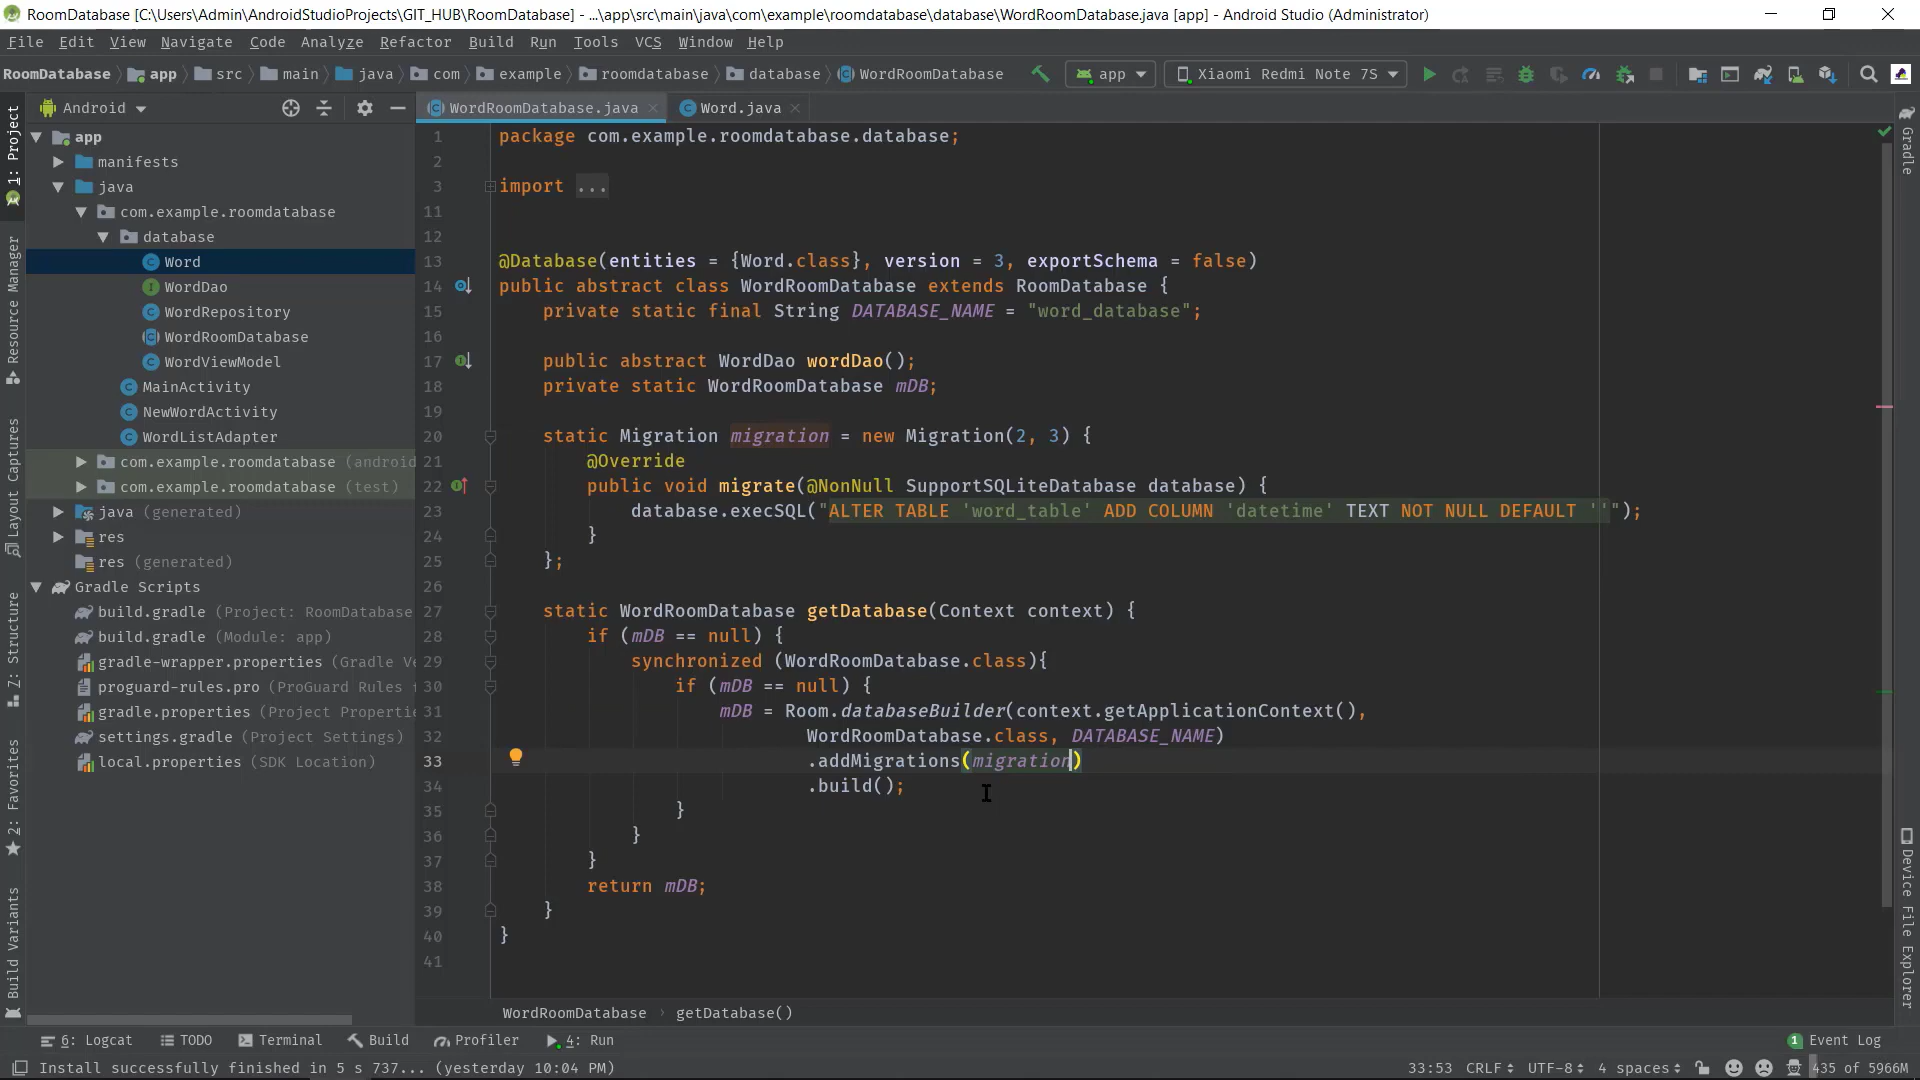 RoomDatabase [C:\Users\Admin\AndroidStudioProjects\GIT_HUB\RoomDatabase] - ...\app\src\main\java\com\example\roomdatabase\database\WordRoomDatabase.java [app] - Android Studio (Administrator)
File Edit View Navigate Code Analyze Refactor Build Run Tools VCS Window Help
RoomDatabase app src main java com example roomdatabase database WordRoomDatabase app Xiaomi Redmi Note 7S
Android
WordRoomDatabase.java Word.java
1: Project
Resource Manager
Layout Captures
Z: Structure
2: Favorites
Build Variants
app
manifests
java
com.example.roomdatabase
database
Word
WordDao
WordRepository
WordRoomDatabase
WordViewModel
MainActivity
NewWordActivity
WordListAdapter
com.example.roomdatabase (android
com.example.roomdatabase (test)
java (generated)
res
res (generated)
Gradle Scripts
build.gradle (Project: RoomDatabase
build.gradle (Module: app)
gradle-wrapper.properties (Gradle Ve
proguard-rules.pro (ProGuard Rules
gradle.properties (Project Properti
settings.gradle (Project Settings)
local.properties (SDK Location)
1 package com.example.roomdatabase.database;
2
3 import ...
11
12
13 @Database(entities = {Word.class}, version = 3, exportSchema = false)
14 public abstract class WordRoomDatabase extends RoomDatabase {
15 private static final String DATABASE_NAME = "word_database";
16
17 public abstract WordDao wordDao();
18 private static WordRoomDatabase mDB;
19
20 static Migration migration = new Migration(2, 3) {
21 @Override
22 public void migrate(@NonNull SupportSQLiteDatabase database) {
23 database.execSQL("ALTER TABLE 'word_table' ADD COLUMN 'datetime' TEXT NOT NULL DEFAULT ''");
24 }
25 };
26
27 static WordRoomDatabase getDatabase(Context context) {
28 if (mDB == null) {
29 synchronized (WordRoomDatabase.class){
30 if (mDB == null) {
31 mDB = Room.databaseBuilder(context.getApplicationContext(),
32 WordRoomDatabase.class, DATABASE_NAME)
33 .addMigrations(migration)
34 .build();
35 }
36 }
37 }
38 return mDB;
39 }
40 }
41
WordRoomDatabase getDatabase()
Gradle
Device File Explorer
6: Logcat TODO Terminal Build Profiler 4: Run 1 Event Log
Install successfully finished in 5 s 737... (yesterday 10:04 PM) 33:53 CRLF UTF-8 4 spaces 435 of 5966M